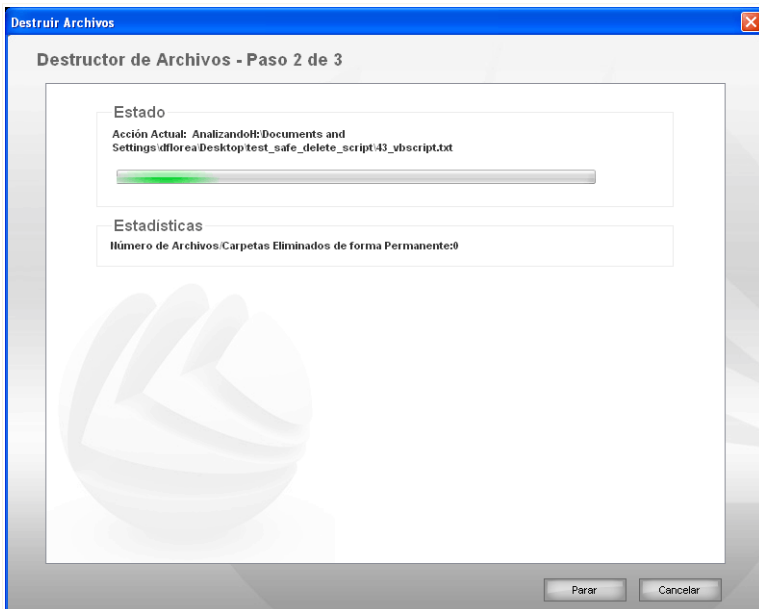 Destruir Archivos
Destructor de Archivos - Paso 2 de 3
Estado
Acción Actual: AnalizandoH:\Documents and
Settings\dflorea\Desktop\test_safe_delete_script\43_vbscript.txt
Estadísticas
Número de Archivos/Carpetas Eliminados de forma Permanente:0
Parar
Cancelar